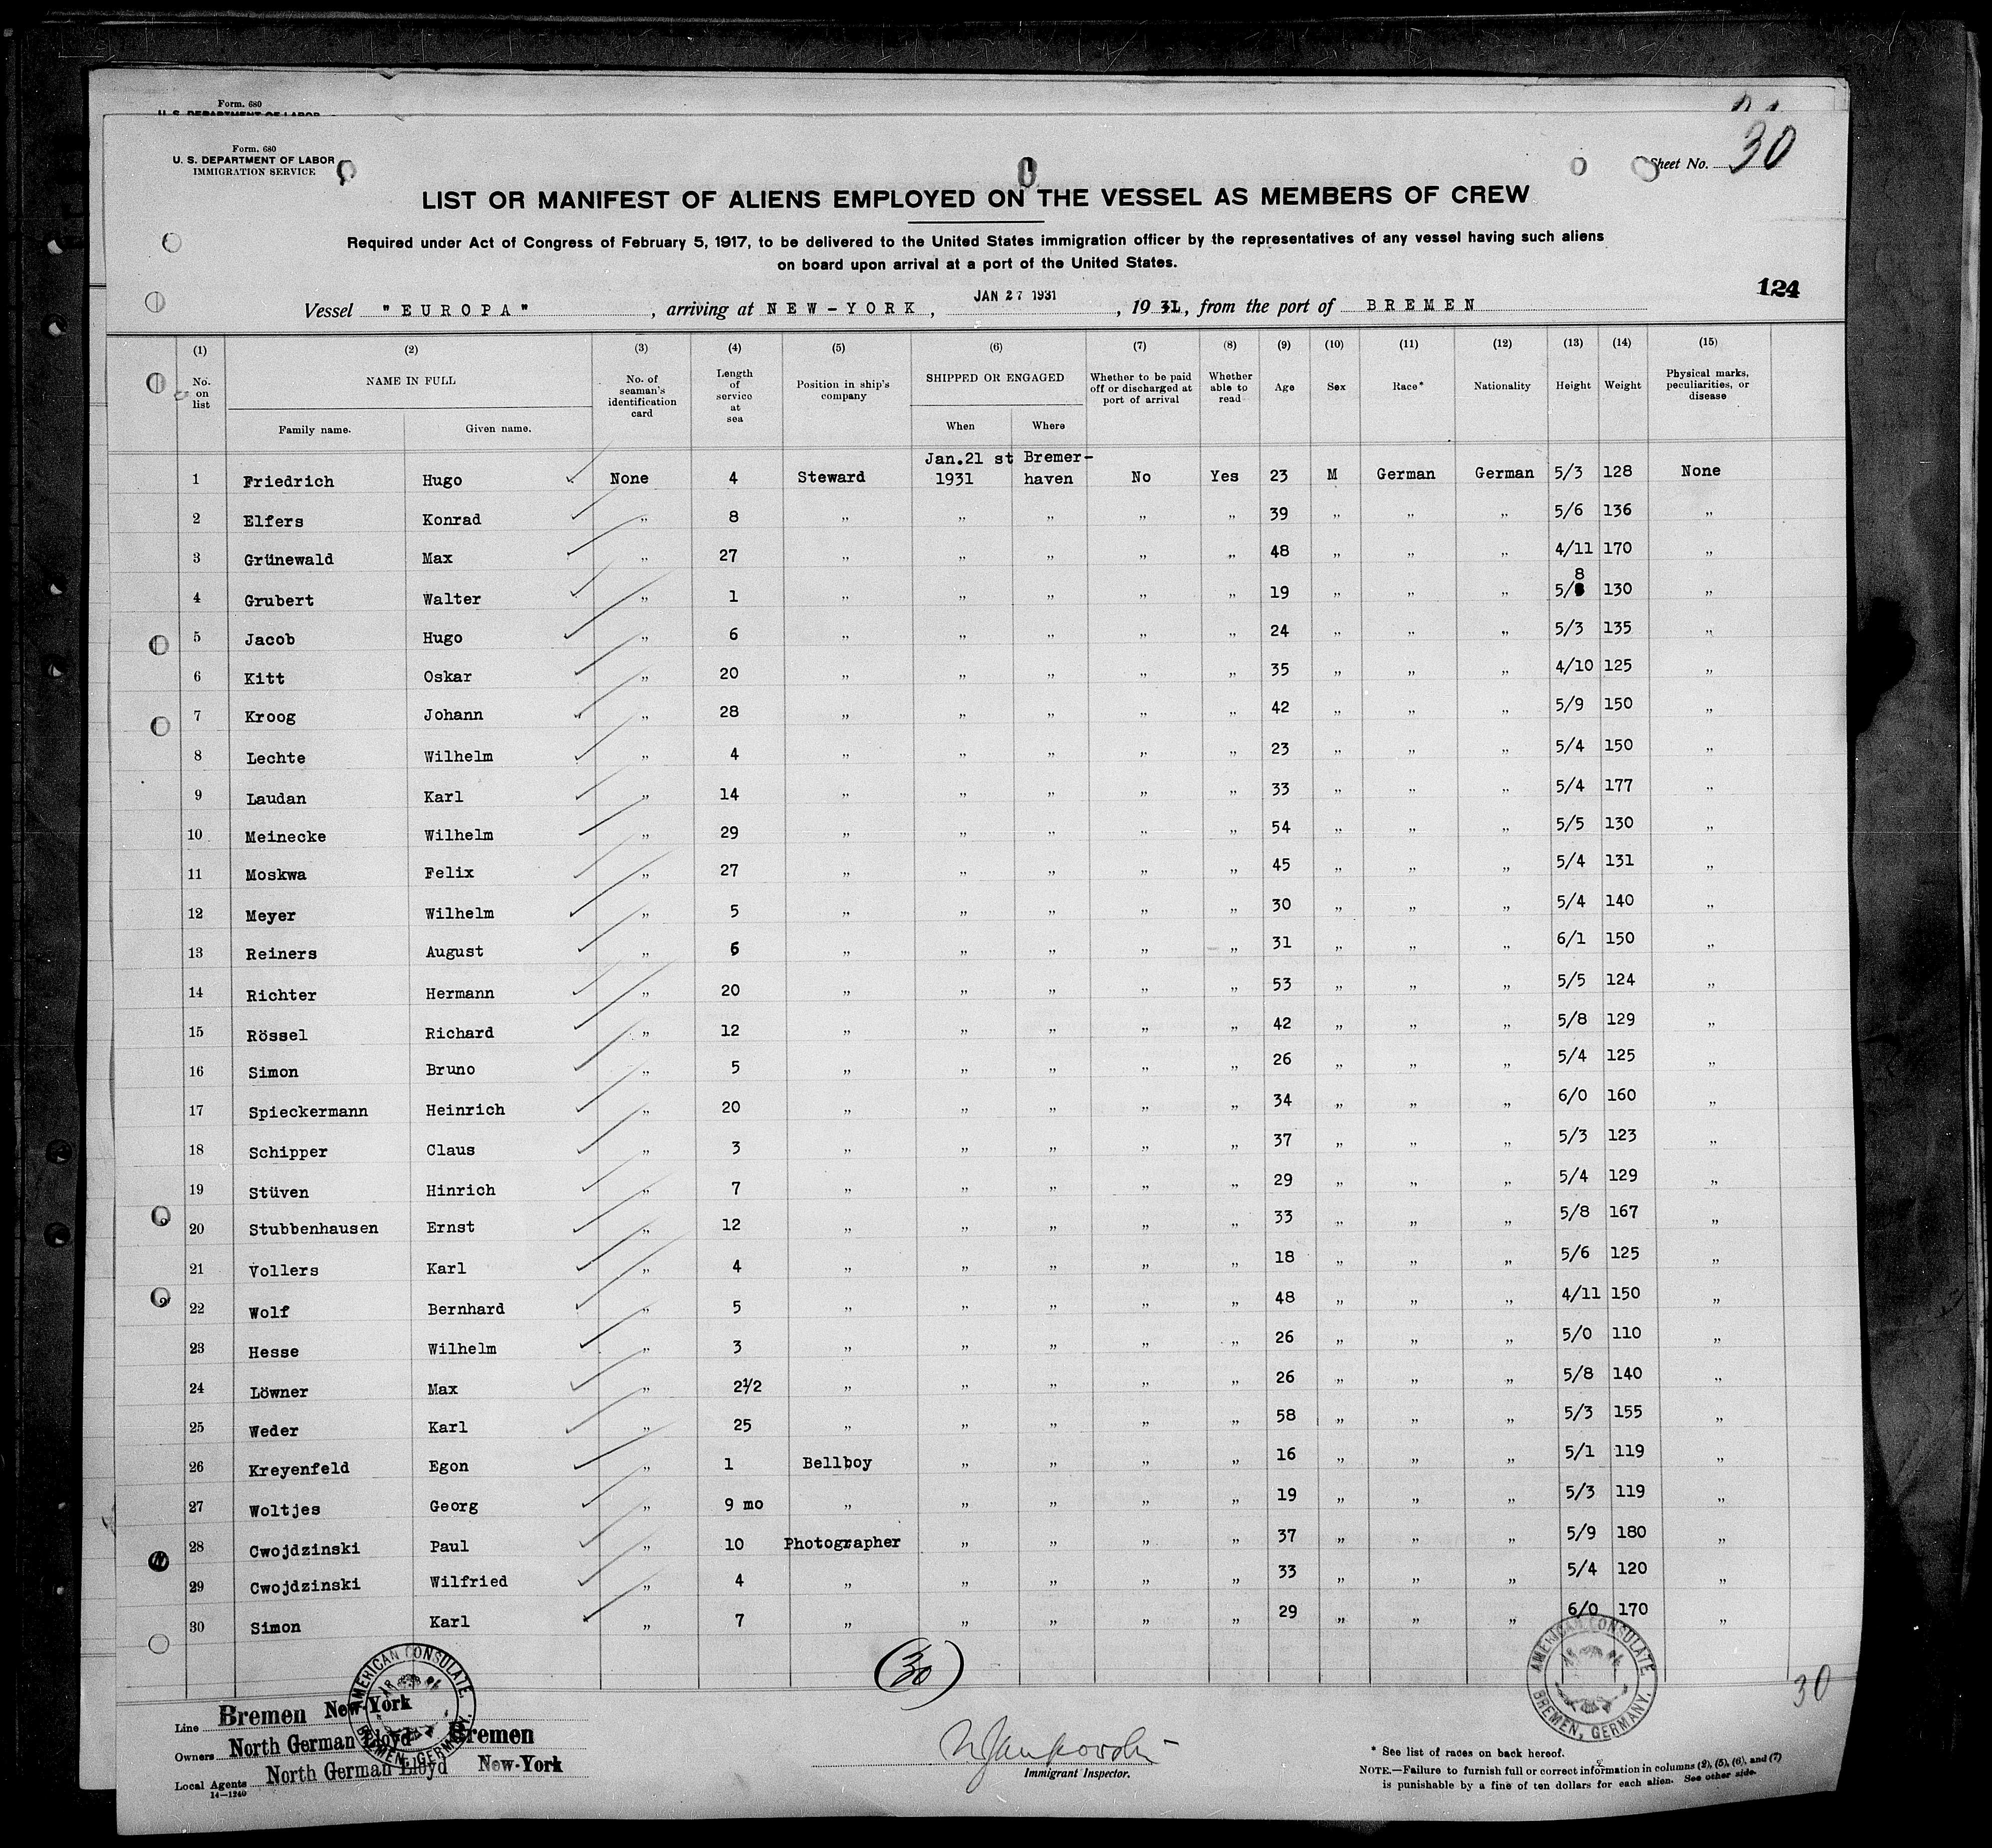 Form. 680
U. S. DEPARTMENT OF LABOR
Form. 680
U. S. DEPARTMENT OF LABOR
IMMIGRATION SERVICE
Sheet No. 30
LIST OR MANIFEST OF ALIENS EMPLOYED ON THE VESSEL AS MEMBERS OF CREW
Required under Act of Congress of February 5, 1917, to be delivered to the United States immigration officer by the representatives of any vessel having such aliens
on board upon arrival at a port of the United States.
124
Vessel "EUROPA", arriving at NEW-YORK, JAN 27 1931, 1931, from the port of BREMEN
(1) (2) (3) (4) (5) (6) (7) (8) (9) (10) (11) (12) (13) (14) (15)
No. on list NAME IN FULL No. of seaman's identification card Length of service at sea Position in ship's company SHIPPED OR ENGAGED Whether to be paid off or discharged at port of arrival Whether able to read Age Sex Race* Nationality Height Weight Physical marks, peculiarities, or disease
Family name. Given name. When Where
1 Friedrich Hugo None 4 Steward Jan.21 st 1931 Bremer-haven No Yes 23 M German German 5/3 128 None
2 Elfers Konrad „ 8 „ „ „ „ „ 39 „ „ „ 5/6 136 „
3 Grünewald Max „ 27 „ „ „ „ „ 48 „ „ „ 4/11 170 „
4 Grubert Walter „ 1 „ „ „ „ „ 19 „ „ „ 5/8 130 „
5 Jacob Hugo „ 6 „ „ „ „ „ 24 „ „ „ 5/3 135 „
6 Kitt Oskar „ 20 „ „ „ „ „ 35 „ „ „ 4/10 125 „
7 Kroog Johann „ 28 „ „ „ „ „ 42 „ „ „ 5/9 150 „
8 Lechte Wilhelm „ 4 „ „ „ „ „ 23 „ „ „ 5/4 150 „
9 Laudan Karl „ 14 „ „ „ „ „ 33 „ „ „ 5/4 177 „
10 Meinecke Wilhelm „ 29 „ „ „ „ „ 54 „ „ „ 5/5 130 „
11 Moskwa Felix „ 27 „ „ „ „ „ 45 „ „ „ 5/4 131 „
12 Meyer Wilhelm „ 5 „ „ „ „ „ 30 „ „ „ 5/4 140 „
13 Reiners August „ 6 „ „ „ „ „ 31 „ „ „ 6/1 150 „
14 Richter Hermann „ 20 „ „ „ „ „ 53 „ „ „ 5/5 124 „
15 Rössel Richard „ 12 „ „ „ „ „ 42 „ „ „ 5/8 129 „
16 Simon Bruno „ 5 „ „ „ „ „ 26 „ „ „ 5/4 125 „
17 Spieckermann Heinrich „ 20 „ „ „ „ „ 34 „ „ „ 6/0 160 „
18 Schipper Claus „ 3 „ „ „ „ „ 37 „ „ „ 5/3 123 „
19 Stüven Hinrich „ 7 „ „ „ „ „ 29 „ „ „ 5/4 129 „
20 Stubbenhausen Ernst „ 12 „ „ „ „ „ 33 „ „ „ 5/8 167 „
21 Vollers Karl „ 4 „ „ „ „ „ 18 „ „ „ 5/6 125 „
22 Wolf Bernhard „ 5 „ „ „ „ „ 48 „ „ „ 4/11 150 „
23 Hesse Wilhelm „ 3 „ „ „ „ „ 26 „ „ „ 5/0 110 „
24 Löwner Max „ 2½ „ „ „ „ „ 26 „ „ „ 5/8 140 „
25 Weder Karl „ 25 „ „ „ „ „ 58 „ „ „ 5/3 155 „
26 Kreyenfeld Egon „ 1 Bellboy „ „ „ „ 16 „ „ „ 5/1 119 „
27 Woltjes Georg „ 9 mo „ „ „ „ „ 19 „ „ „ 5/3 119 „
28 Cwojdzinski Paul „ 10 Photographer „ „ „ „ 37 „ „ „ 5/9 180 „
29 Cwojdzinski Wilfried „ 4 „ „ „ „ „ 33 „ „ „ 5/4 120 „
30 Simon Karl „ 7 „ „ „ „ „ 29 „ „ „ 6/0 170 „
(30)
30
AMERICAN CONSULATE. BREMEN, GERMANY.
AMERICAN CONSULATE BREMEN, GERMANY.
Line Bremen New-York
Owners North German Lloyd Bremen
Local Agents North German Lloyd New-York
14—1240
Immigrant Inspector.
* See list of races on back hereof.
NOTE.—Failure to furnish full or correct information in columns (2), (5), (6), and (7)
is punishable by a fine of ten dollars for each alien. See other side.